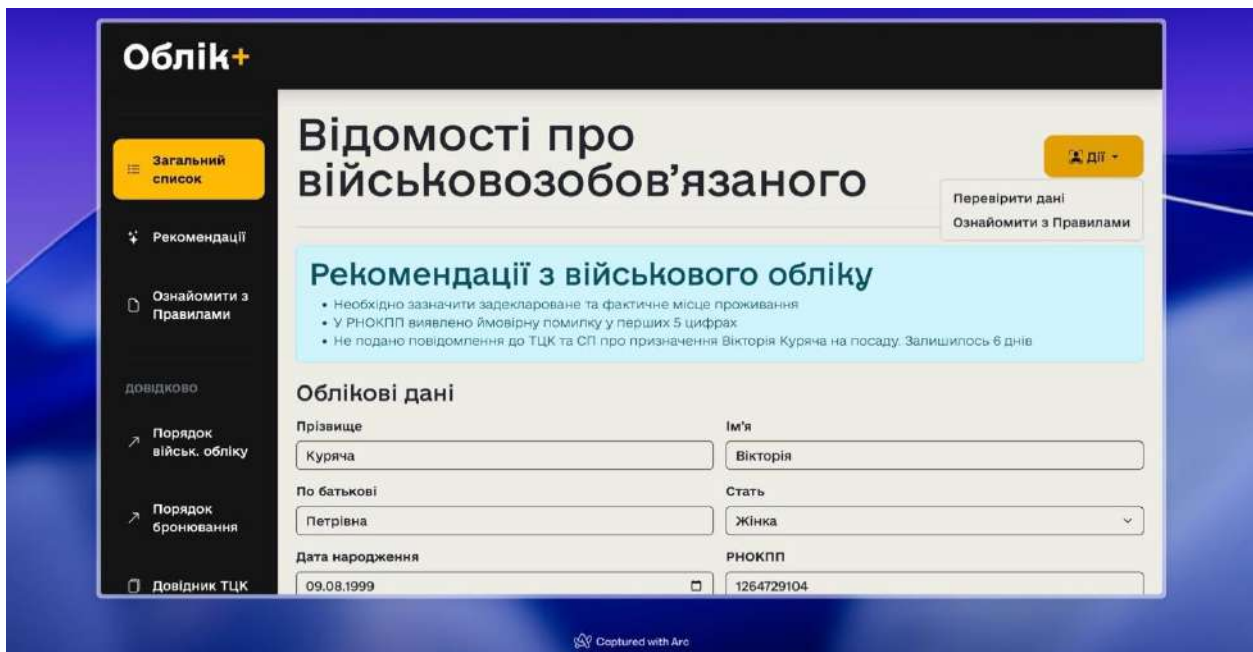 Облік+
Загальний
список
Рекомендації
Ознайомити з
Правилами
ДОВІДКОВО
Порядок
військ. обліку
Порядок
бронювання
Довідник ТЦК
Відомості про
військовозобов'язаного
Дії
Перевірити дані
Ознайомити з Правилами
Рекомендації з військового обліку
• Необхідно зазначити задеклароване та фактичне місце проживання
• У РНОКПП виявлено ймовірну помилку у перших 5 цифрах
• Не подано повідомлення до ТЦК та СП про призначення Вікторія Куряча на посаду. Залишилось 6 днів
Облікові дані
Прізвище
Ім'я
Куряча
Вікторія
По батькові
Стать
Петрівна
Жінка
Дата народження
РНОКПП
09.08.1999
1264729104
Captured with Arc